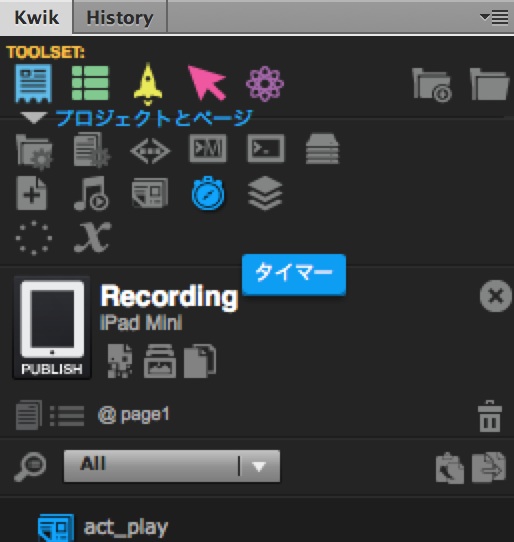 Kwik
History
TOOLSET:
プロジェクトとページ
タイマー
Recording
iPad Mini
PUBLISH
@ page1
All
act_play